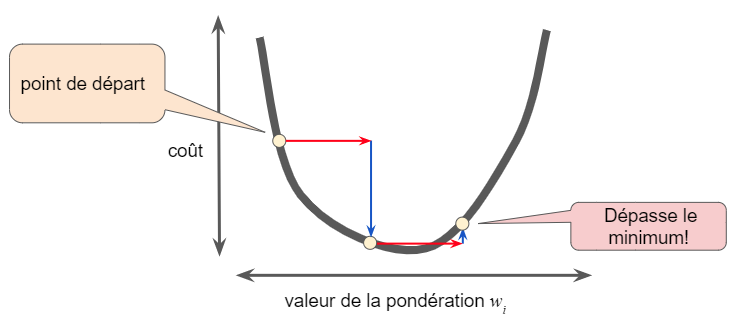 point de départ
coût
Dépasse le
minimum!
valeur de la pondération wᵢ